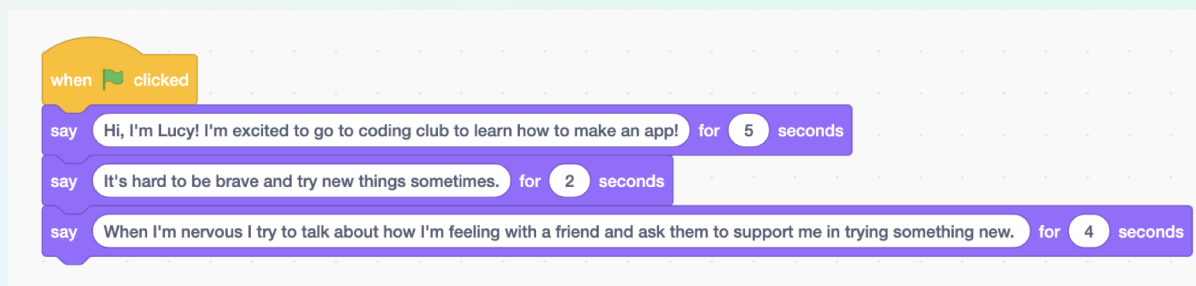 when clicked
say Hi, I'm Lucy! I'm excited to go to coding club to learn how to make an app! for 5 seconds
say It's hard to be brave and try new things sometimes. for 2 seconds
say When I'm nervous I try to talk about how I'm feeling with a friend and ask them to support me in trying something new. for 4 seconds